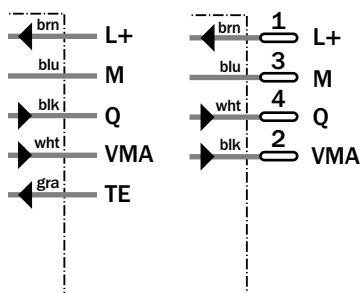 brn L+
blu M
blk Q
wht VMA
gra TE
brn 1 L+
blu 3 M
wht 4 Q
blk 2 VMA